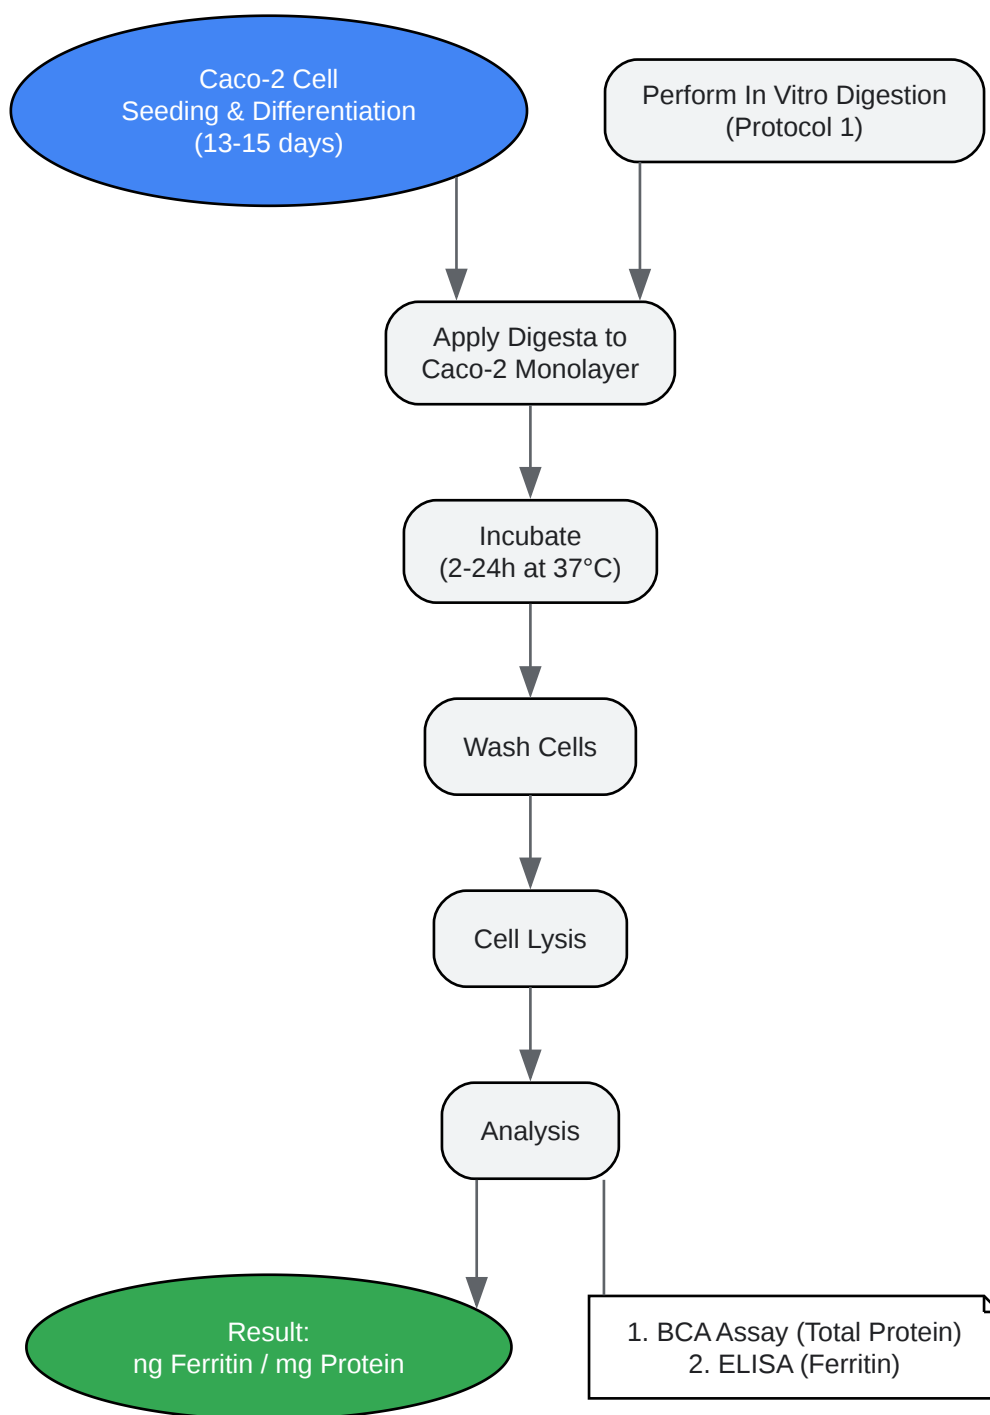 Caco-2 Cell
Seeding & Differentiation
(13-15 days)
Perform In Vitro Digestion
(Protocol 1)
Apply Digesta to
Caco-2 Monolayer
Incubate
(2-24h at 37°C)
Wash Cells
Cell Lysis
Analysis
Result:
ng Ferritin / mg Protein
1. BCA Assay (Total Protein)
2. ELISA (Ferritin)